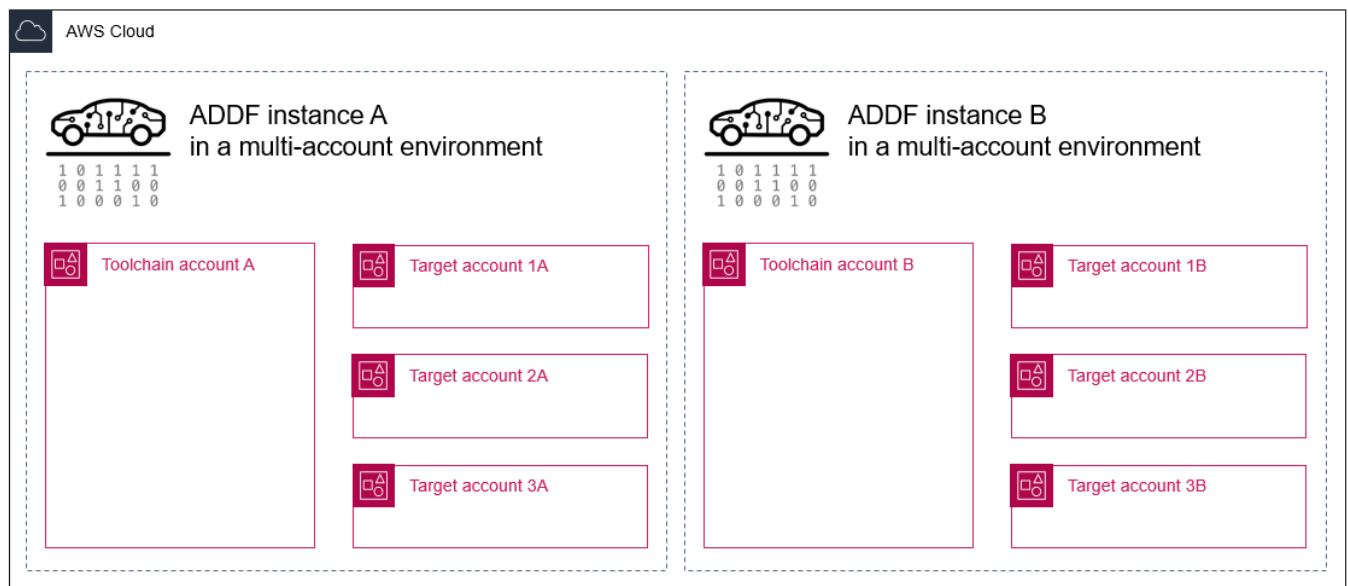 AWS Cloud
ADDF instance A
in a multi-account environment
1 0 1 1 1 1
0 0 1 1 0 0
1 0 0 0 1 0
Toolchain account A
Target account 1A
Target account 2A
Target account 3A
ADDF instance B
in a multi-account environment
1 0 1 1 1 1
0 0 1 1 0 0
1 0 0 0 1 0
Toolchain account B
Target account 1B
Target account 2B
Target account 3B